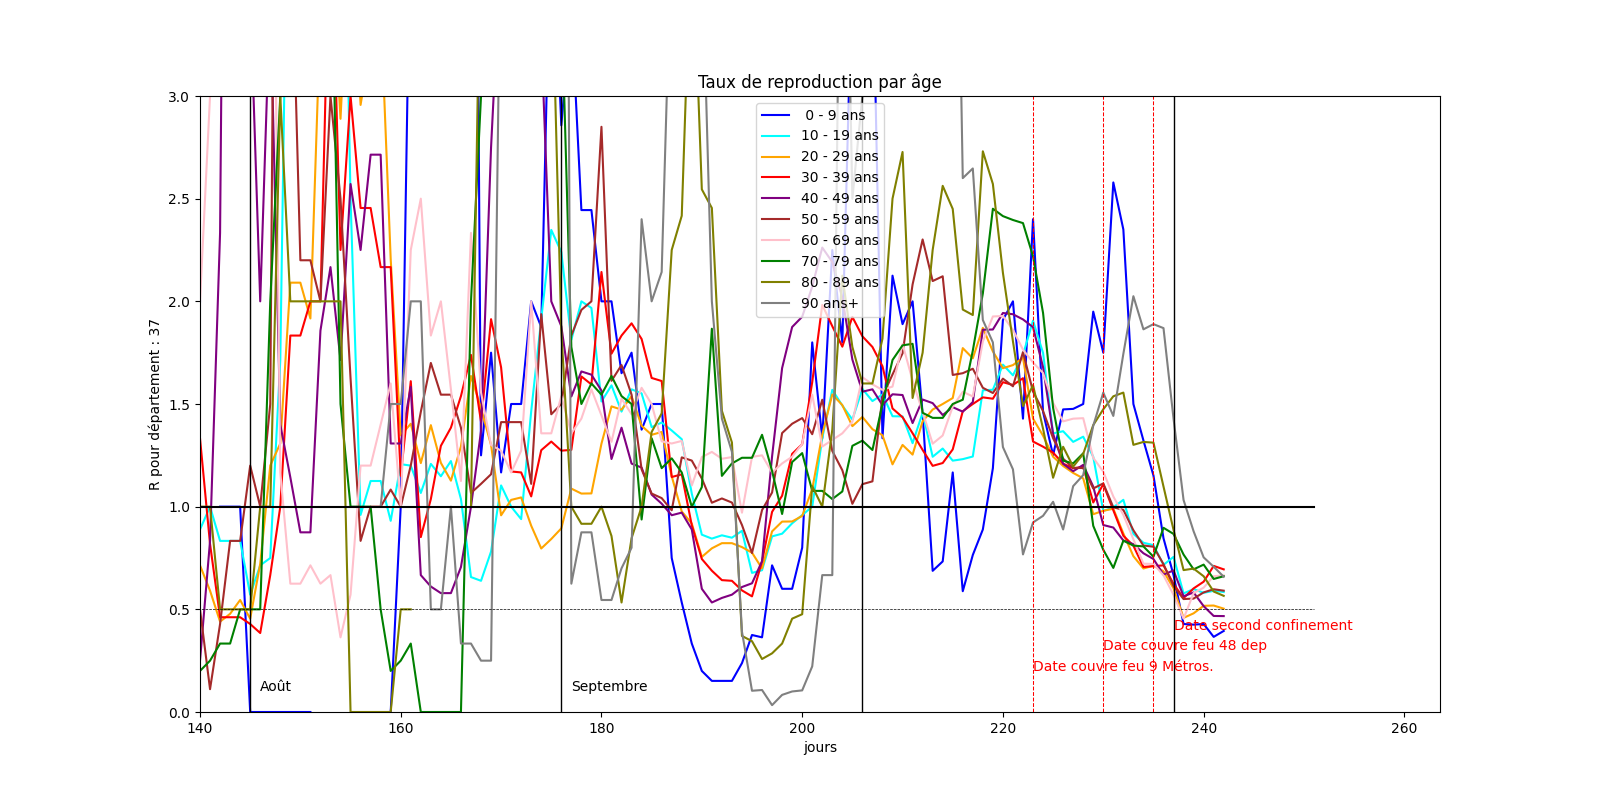 Taux de reproduction par âge
R pour département : 37
3.0
2.5
2.0
1.5
1.0
0.5
0.0
0 - 9 ans
10 - 19 ans
20 - 29 ans
30 - 39 ans
40 - 49 ans
50 - 59 ans
60 - 69 ans
70 - 79 ans
80 - 89 ans
90 ans+
Date second confinement
Date couvre feu 48 dep
Date couvre feu 9 Métros.
Août
Septembre
140
160
180
200
220
240
260
jours